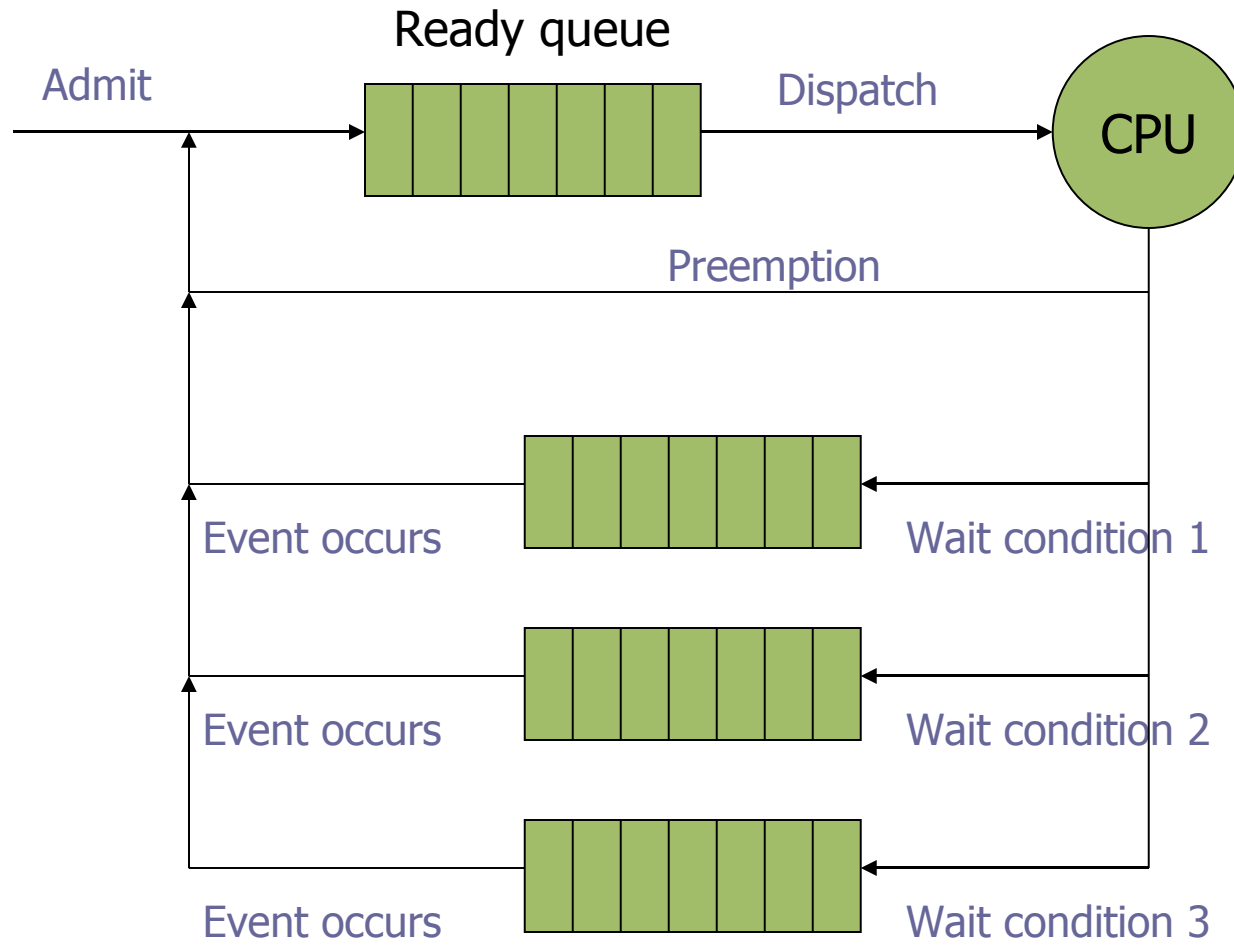 Ready queue
Admit
Dispatch
CPU
Preemption
Event occurs
Wait condition 1
Event occurs
Wait condition 2
Event occurs
Wait condition 3